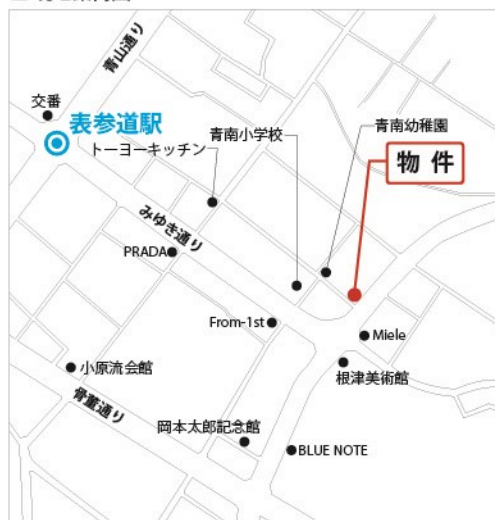 青山通り
交番
表参道駅
トーヨーキッチン
青南小学校
青南幼稚園
物件
みゆき通り
PRADA
From-1st
Miele
根津美術館
小原流会館
骨董通り
岡本太郎記念館
BLUE NOTE